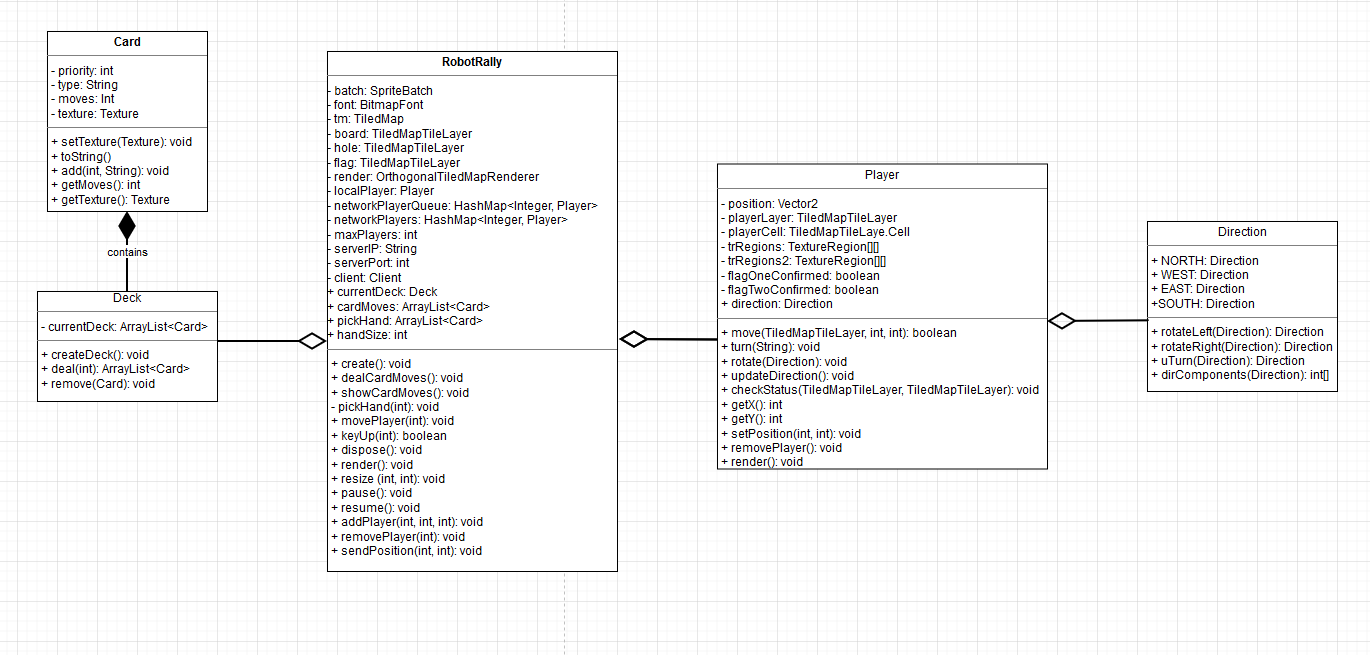 Card
- priority: int
- type: String
- moves: Int
- texture: Texture
+ setTexture(Texture): void
+ toString()
+ add(int, String): void
+ getMoves(): int
+ getTexture(): Texture
contains
Deck
- currentDeck: ArrayList<Card>
+ createDeck(): void
+ deal(int): ArrayList<Card>
+ remove(Card): void
RobotRally
- batch: SpriteBatch
- font: BitmapFont
- tm: TiledMap
- board: TiledMapTileLayer
- hole: TiledMapTileLayer
- flag: TiledMapTileLayer
- render: OrthogonalTiledMapRenderer
- localPlayer: Player
- networkPlayerQueue: HashMap<Integer, Player>
- networkPlayers: HashMap<Integer, Player>
- maxPlayers: int
- serverIP: String
- serverPort: int
- client: Client
+ currentDeck: Deck
+ cardMoves: ArrayList<Card>
+ pickHand: ArrayList<Card>
+ handSize: int
+ create(): void
+ dealCardMoves(): void
+ showCardMoves(): void
- pickHand(int): void
+ movePlayer(int): void
+ keyUp(int): boolean
+ dispose(): void
+ render(): void
+ resize (int, int): void
+ pause(): void
+ resume(): void
+ addPlayer(int, int, int): void
+ removePlayer(int): void
+ sendPosition(int, int): void
Player
- position: Vector2
- playerLayer: TiledMapTileLayer
- playerCell: TiledMapTileLaye.Cell
- trRegions: TextureRegion[][]
- trRegions2: TextureRegion[][]
- flagOneConfirmed: boolean
- flagTwoConfirmed: boolean
+ direction: Direction
+ move(TiledMapTileLayer, int, int): boolean
+ turn(String): void
+ rotate(Direction): void
+ updateDirection(): void
+ checkStatus(TiledMapTileLayer, TiledMapTileLayer): void
+ getX(): int
+ getY(): int
+ setPosition(int, int): void
+ removePlayer(): void
+ render(): void
Direction
+ NORTH: Direction
+ WEST: Direction
+ EAST: Direction
+SOUTH: Direction
+ rotateLeft(Direction): Direction
+ rotateRight(Direction): Direction
+ uTurn(Direction): Direction
+ dirComponents(Direction): int[]